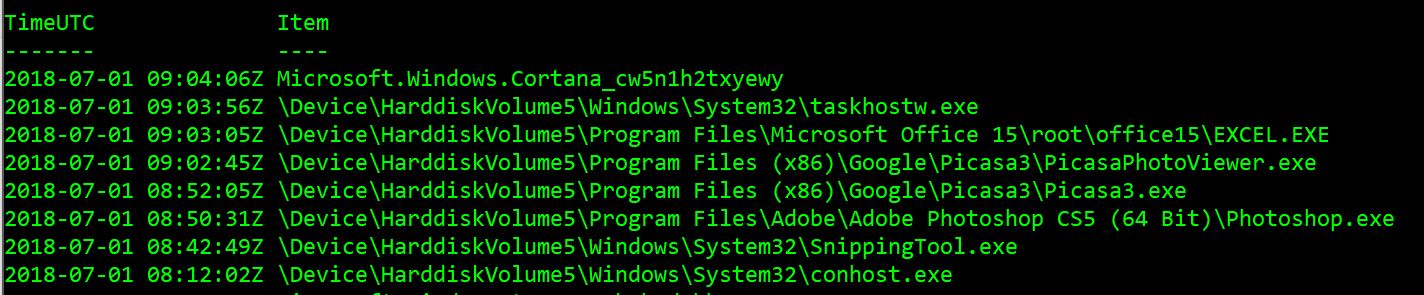 TimeUTC Item
------- ----
2018-07-01 09:04:06Z Microsoft.Windows.Cortana_cw5n1h2txyewy
2018-07-01 09:03:56Z \Device\HarddiskVolume5\Windows\System32\taskhostw.exe
2018-07-01 09:03:05Z \Device\HarddiskVolume5\Program Files\Microsoft Office 15\root\office15\EXCEL.EXE
2018-07-01 09:02:45Z \Device\HarddiskVolume5\Program Files (x86)\Google\Picasa3\PicasaPhotoViewer.exe
2018-07-01 08:52:05Z \Device\HarddiskVolume5\Program Files (x86)\Google\Picasa3\Picasa3.exe
2018-07-01 08:50:31Z \Device\HarddiskVolume5\Program Files\Adobe\Adobe Photoshop CS5 (64 Bit)\Photoshop.exe
2018-07-01 08:42:49Z \Device\HarddiskVolume5\Windows\System32\SnippingTool.exe
2018-07-01 08:12:02Z \Device\HarddiskVolume5\Windows\System32\conhost.exe